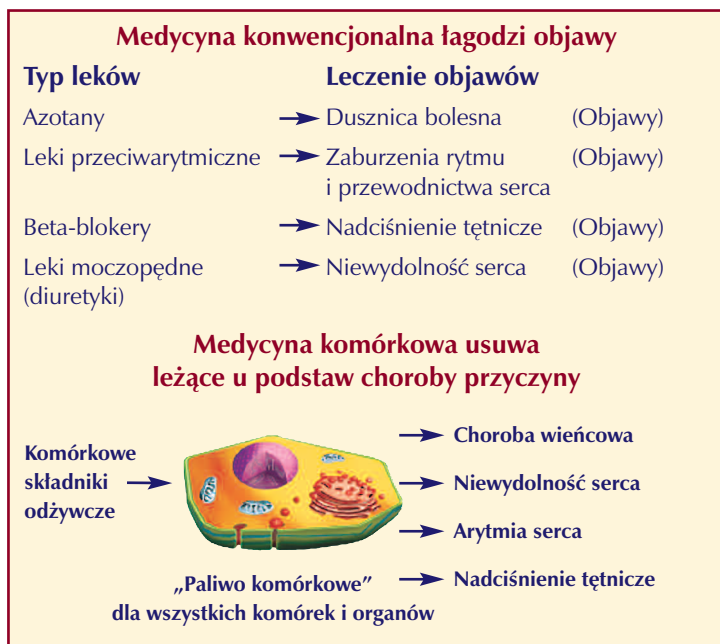 Medycyna konwencjonalna łagodzi objawy
Typ leków Leczenie objawów
Azotany Dusznica bolesna (Objawy)
Leki przeciwarytmiczne Zaburzenia rytmu (Objawy)
i przewodnictwa serca
Beta-blokery Nadciśnienie tętnicze (Objawy)
Leki moczopędne Niewydolność serca (Objawy)
(diuretyki)
Medycyna komórkowa usuwa
leżące u podstaw choroby przyczyny
Komórkowe
składniki
odżywcze
Choroba wieńcowa
Niewydolność serca
Arytmia serca
Nadciśnienie tętnicze
„Paliwo komórkowe”
dla wszystkich komórek i organów